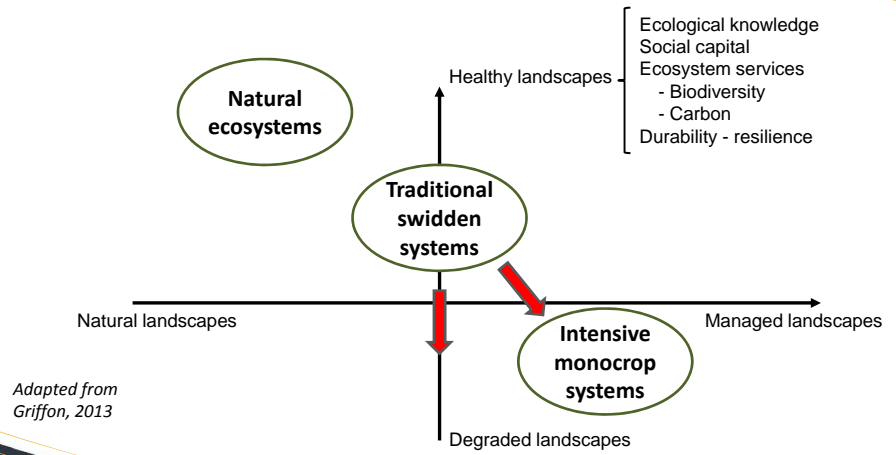 Ecological knowledge
Social capital
Ecosystem services
- Biodiversity
- Carbon
Durability - resilience
Healthy landscapes
Natural
ecosystems
Traditional
swidden
systems
Natural landscapes
Managed landscapes
Intensive
monocrop
systems
Adapted from
Griffon, 2013
Degraded landscapes